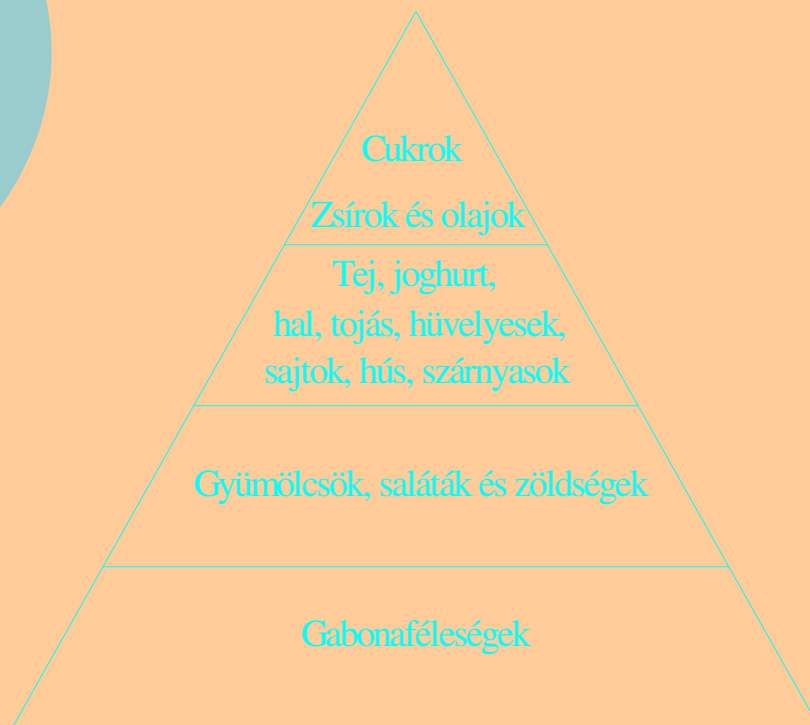 Cukrok
Zsírok és olajok
Tej, joghurt,
hal, tojás, hüvelyesek,
sajtok, hús, szárnyasok
Gyümölcsök, saláták és zöldségek
Gabonaféleségek